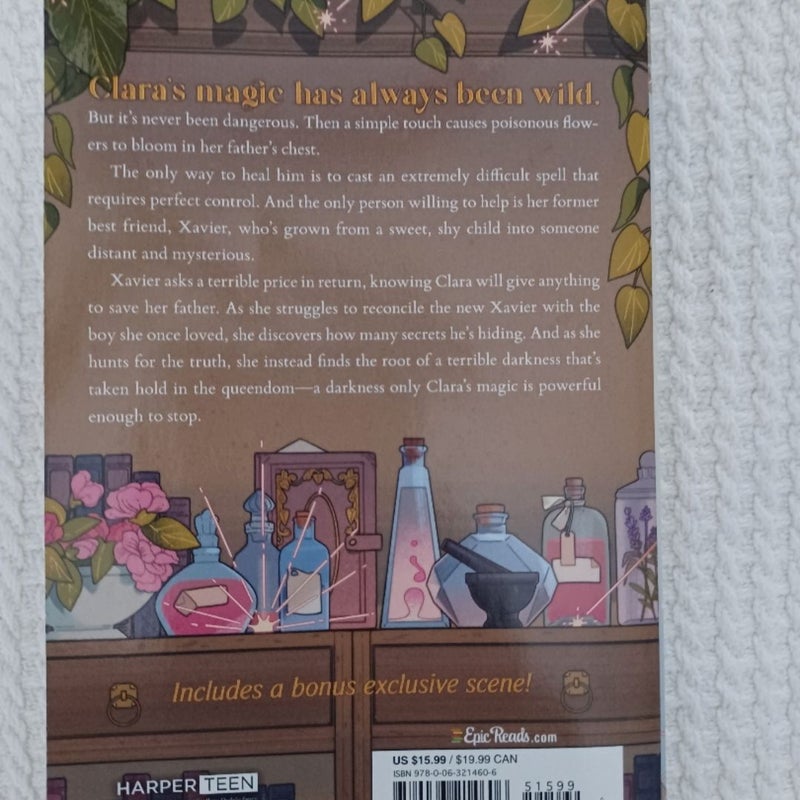 Clara's magic has always been wild.
But it's never been dangerous. Then a simple touch causes poisonous flow-
ers to bloom in her father's chest.
The only way to heal him is to cast an extremely difficult spell that
requires perfect control. And the only person willing to help is her former
best friend, Xavier, who's grown from a sweet, shy child into someone
distant and mysterious.
Xavier asks a terrible price in return, knowing Clara will give anything
to save her father. As she struggles to reconcile the new Xavier with the
boy she once loved, she discovers how many secrets he's hiding. And as she
hunts for the truth, she instead finds the root of a terrible darkness that's
taken hold in the queendom—a darkness only Clara's magic is powerful
enough to stop.
Includes a bonus exclusive scene!
EpicReads.com
US $15.99 / $19.99 CAN
ISBN 978-0-06-321460-6
51599
HARPER TEEN